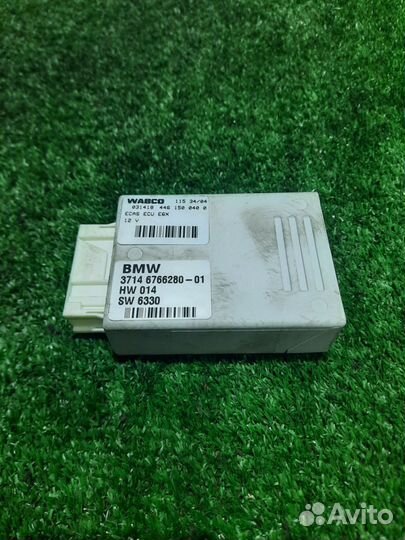 WABCO 115 34/04
031418 446 150 040 0
ECAS ECU E6X
12 V
BMW
3714 6766280-01
HW 014
SW 6330
Avito